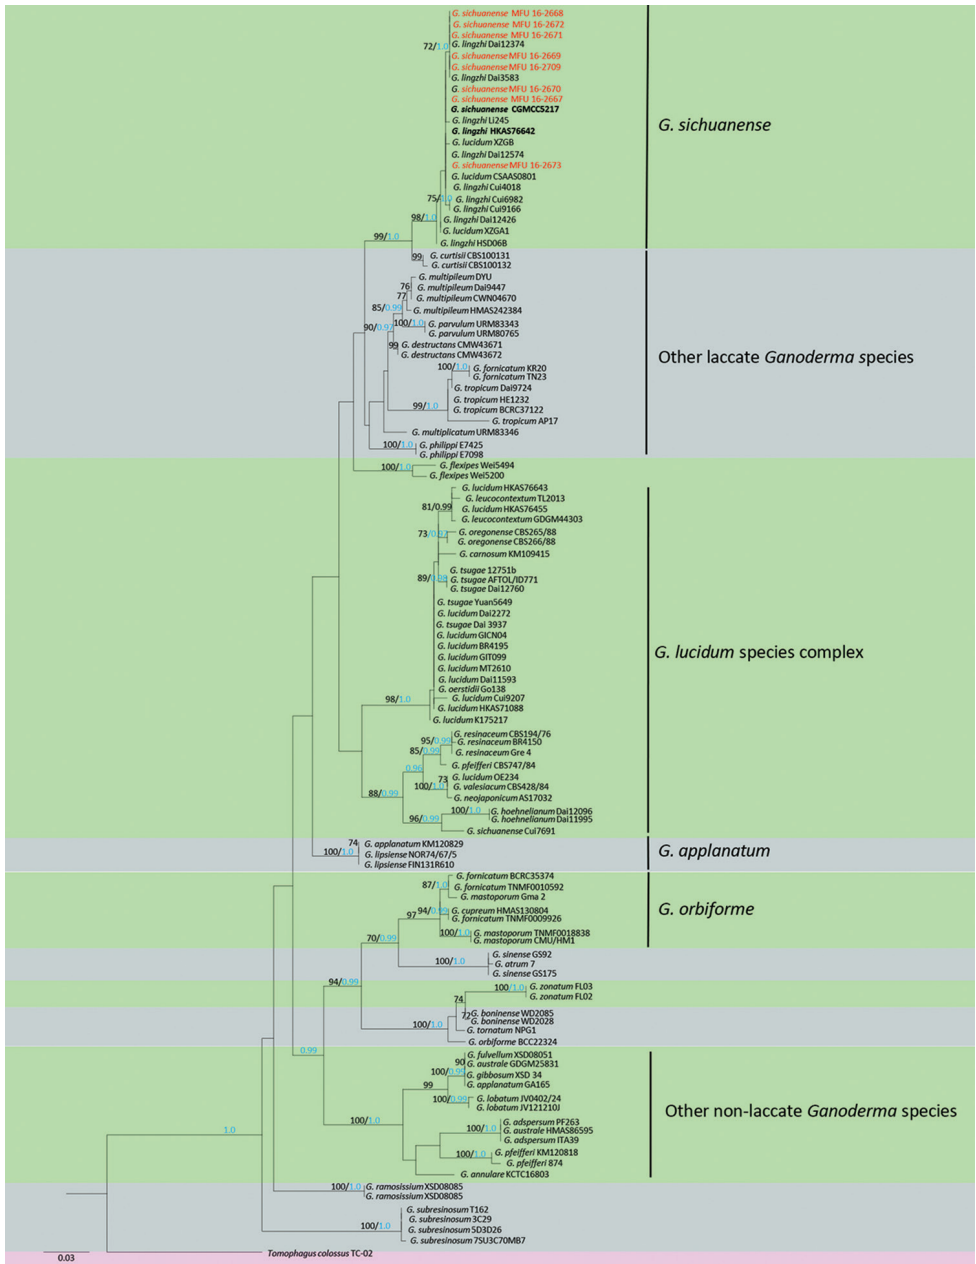 G. sichuanense MFU 16-2668
G. sichuanense MFU 16-2672
G. sichuanense MFU 16-2671
G. lingzhi Dai12374
72/1.0
G. sichuanense MFU 16-2669
G. sichuanense MFU 16-2709
G. lingzhi Dai3583
G. sichuanense MFU 16-2670
G. sichuanense MFU 16-2667
G. sichuanense CGMCC5217
G. lingzhi Li245
G. sichuanense
G. lingzhi HKAS76642
G. lucidum XZGB
G. lingzhi Dai12574
G. sichuanense MFU 16-2673
G. lucidum CSAAS0801
G. lingzhi Cui4018
75/1.0
G. lingzhi Cui6982
G. lingzhi Cui9166
98/1.0
G. lingzhi Dai12426
G. lucidum XZGA1
99/1.0
G. lingzhi HSD06B
99
G. curtisii CBS100131
G. curtisii CBS100132
G. multipileum DYU
76
G. multipileum Dai9447
77
G. multipileum CWN04670
85/0.99
G. multipileum HMAS242384
90/0.97
100/1.0
G. parvulum URM83343
G. parvulum URM80765
99
G. destructans CMW43671
G. destructans CMW43672
Other laccate Ganoderma species
100/1.0
G. fornicatum KR20
G. fornicatum TN23
G. tropicum Dai9724
G. tropicum HE1232
99/1.0
G. tropicum BCRC37122
G. tropicum AP17
G. multiplicatum URM83346
100/1.0
G. philippi E7425
G. philippi E7098
100/1.0
G. flexipes Wei5494
G. flexipes Wei5200
G. lucidum HKAS76643
G. leucocontextum TL2013
81/0.99
G. lucidum HKAS76455
G. leucocontextum GDGM44303
73/0.97
G. oregonense CBS265/88
G. oregonense CBS266/88
G. carnosum KM109415
G. tsugae 12751b
89/0.98
G. tsugae AFTOL/ID771
G. tsugae Dai12760
G. tsugae Yuan5649
G. lucidum Dai2272
G. tsugae Dai 3937
G. lucidum GICN04
G. lucidum BR4195
G. lucidum species complex
G. lucidum GIT099
G. lucidum MT2610
G. lucidum Dai11593
G. oerstidii Go138
98/1.0
G. lucidum Cui9207
G. lucidum HKAS71088
G. lucidum K175217
G. resinaceum CBS194/76
95/0.99
G. resinaceum BR4150
85/0.99
G. resinaceum Gre 4
0.96
G. pfeifferi CBS747/84
73
G. lucidum OE234
100/1.0
G. valesiacum CBS428/84
88/0.99
G. neojaponicum AS17032
100/1.0
G. hoehnelianum Dai12096
96/0.99
G. hoehnelianum Dai11995
G. sichuanense Cui7691
74
G. applanatum KM120829
100/1.0
G. lipsiense NOR74/67/5
G. applanatum
G. lipsiense FIN131R610
G. fornicatum BCRC35374
87/1.0
G. fornicatum TNMF0010592
G. mastoporum Gma 2
94/0.99
G. cupreum HMAS130804
G. orbiforme
97
G. fornicatum TNMF0009926
100/1.0
G. mastoporum TNMF0018838
70/0.99
G. mastoporum CMU/HM1
G. sinense GS92
100/1.0
G. atrum 7
G. sinense GS175
94/0.99
100/1.0
G. zonatum FL03
G. zonatum FL02
74
72
G. boninense WD2085
G. boninense WD2028
100/1.0
G. tornatum NPG1
G. orbiforme BCC22324
0.99
G. fulvellum XSD08051
90
G. australe GDGM25831
100/0.99
G. gibbosum XSD 34
99
G. applanatum GA165
100/0.99
G. lobatum JV0402/24
G. lobatum JV121210J
Other non-laccate Ganoderma species
100/1.0
G. adspersum PF263
100/1.0
G. australe HMAS86595
1.0
G. adspersum ITA39
100/1.0
G. pfeifferi KM120818
G. pfeifferi 874
G. annulare KCTC16803
100/1.0
G. ramosissium XSD08085
G. ramosissium XSD08085
G. subresinosum T162
G. subresinosum 3C29
100/1.0
G. subresinosum 5D3D26
G. subresinosum 7SU3C70MB7
Tomophagus colossus TC-02
0.03